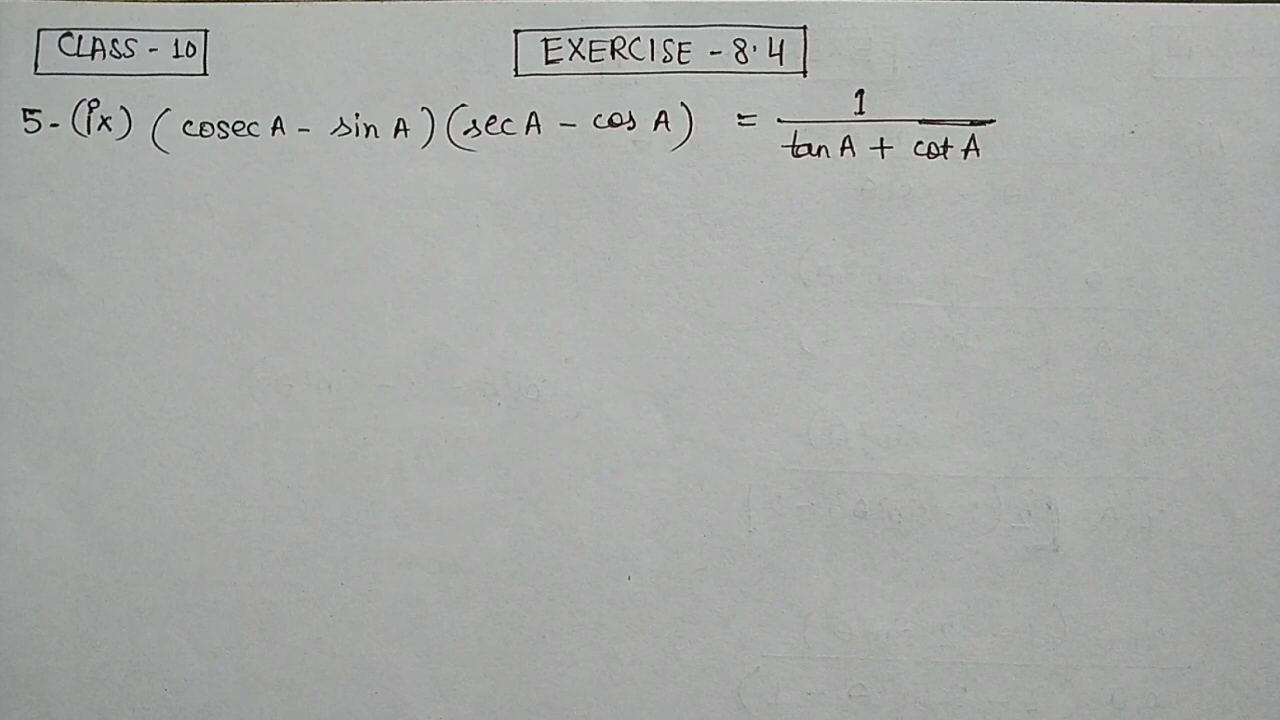 CLASS - 10
EXERCISE - 8.4
5-(ix) (cosec A - sin A)(sec A - cos A) = 1/(tan A + cot A)